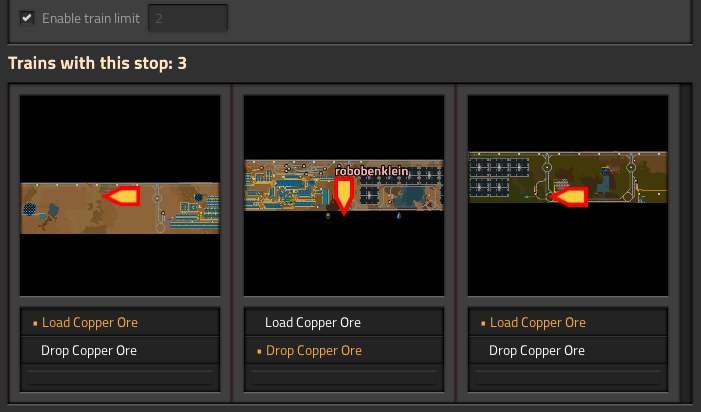 Enable train limit 2
Trains with this stop: 3
robobenklein
Load Copper Ore
Drop Copper Ore
Load Copper Ore
Drop Copper Ore
Load Copper Ore
Drop Copper Ore